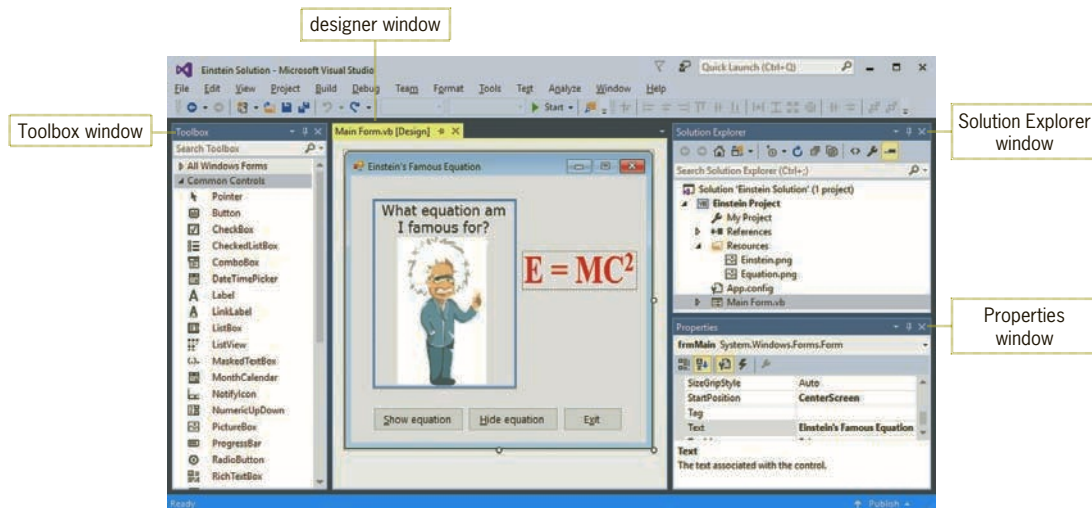 designer window
Toolbox window
Solution Explorer window
Properties window
Einstein Solution - Microsoft Visual Studio
Quick Launch (Ctrl+Q)
File Edit View Project Build Debug Team Format Tools Test Analyze Window Help
Start
Toolbox
Search Toolbox
All Windows Forms
Common Controls
Pointer
Button
CheckBox
CheckedListBox
ComboBox
DateTimePicker
Label
LinkLabel
ListBox
ListView
MaskedTextBox
MonthCalender
NotifyIcon
NumericUpDown
PictureBox
ProgressBar
RadioButton
RichTextBox
Main Form.vb [Design]
Einstein's Famous Equation
What equation am
I famous for?
E = MC²
Show equation Hide equation Exit
Solution Explorer
Search Solution Explorer (Ctrl+;)
Solution 'Einstein Solution' (1 project)
Einstein Project
My Project
References
Resources
Einstein.png
Equation.png
App.config
Main Form.vb
Properties
frmMain System.Windows.Forms.Form
SizeGripStyle Auto
StartPosition CenterScreen
Tag
Text Einstein's Famous Equation
Text
The text associated with the control.
Ready
Publish